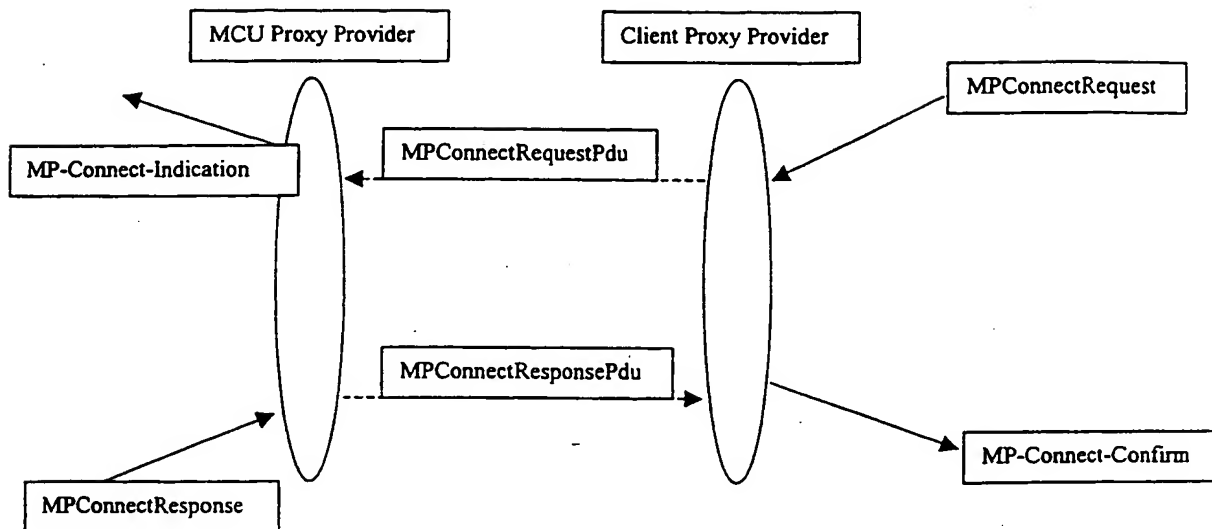 MCU Proxy Provider
Client Proxy Provider
MPConnectRequest
MPConnectRequestPdu
MP-Connect-Indication
MPConnectResponsePdu
MP-Connect-Confirm
MPConnectResponse